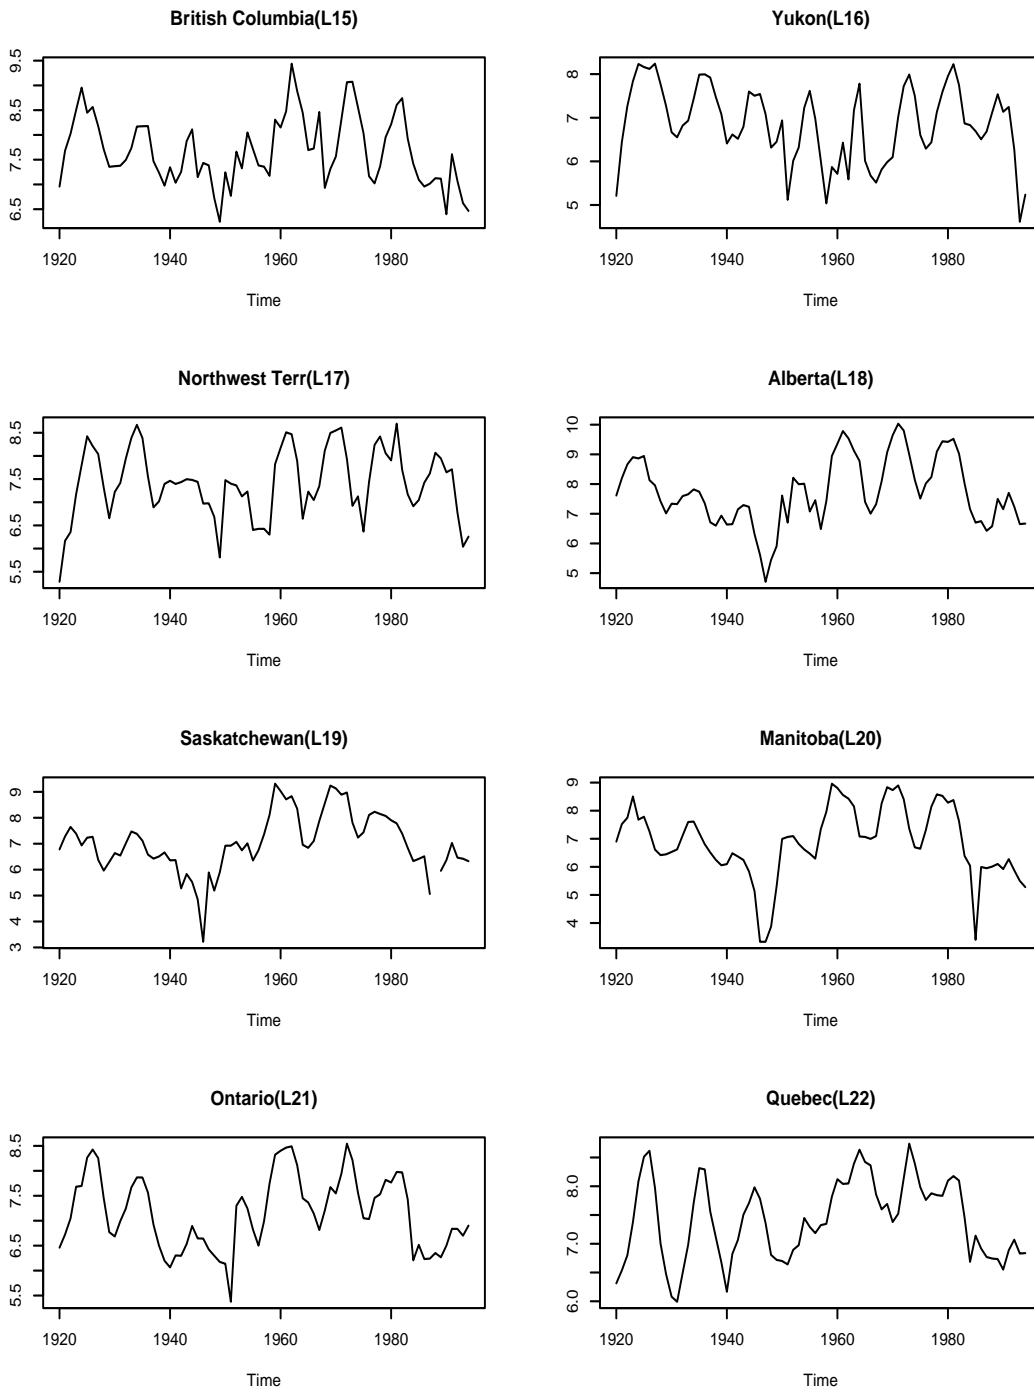 British Columbia(L15)
9.5
8.5
7.5
6.5
1920 1940 1960 1980
Time
Yukon(L16)
8
7
6
5
1920 1940 1960 1980
Time
Northwest Terr(L17)
8.5
7.5
6.5
5.5
1920 1940 1960 1980
Time
Alberta(L18)
10
9
8
7
6
5
1920 1940 1960 1980
Time
Saskatchewan(L19)
9
8
7
6
5
4
3
1920 1940 1960 1980
Time
Manitoba(L20)
9
8
7
6
5
4
1920 1940 1960 1980
Time
Ontario(L21)
8.5
7.5
6.5
5.5
1920 1940 1960 1980
Time
Quebec(L22)
8.0
7.0
6.0
1920 1940 1960 1980
Time